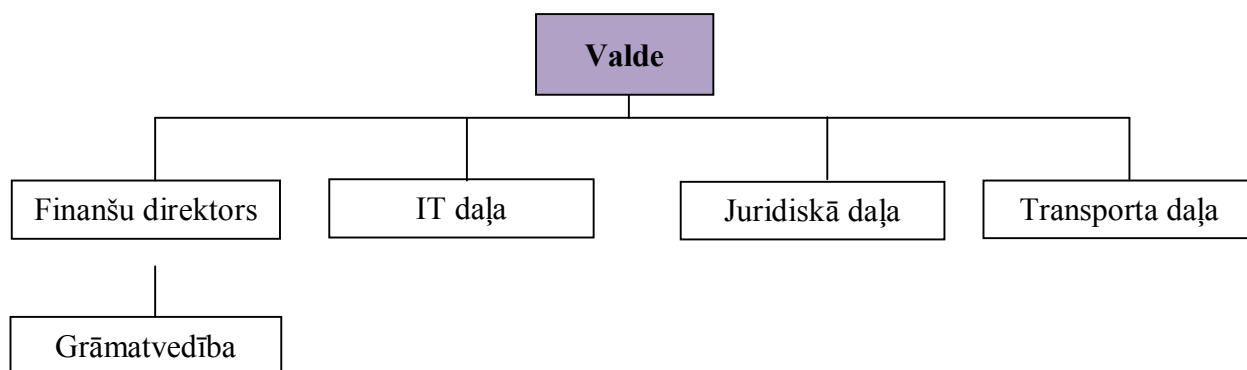 Valde
Finanšu direktors
IT daļa
Juridiskā daļa
Transporta daļa
Grāmatvedība